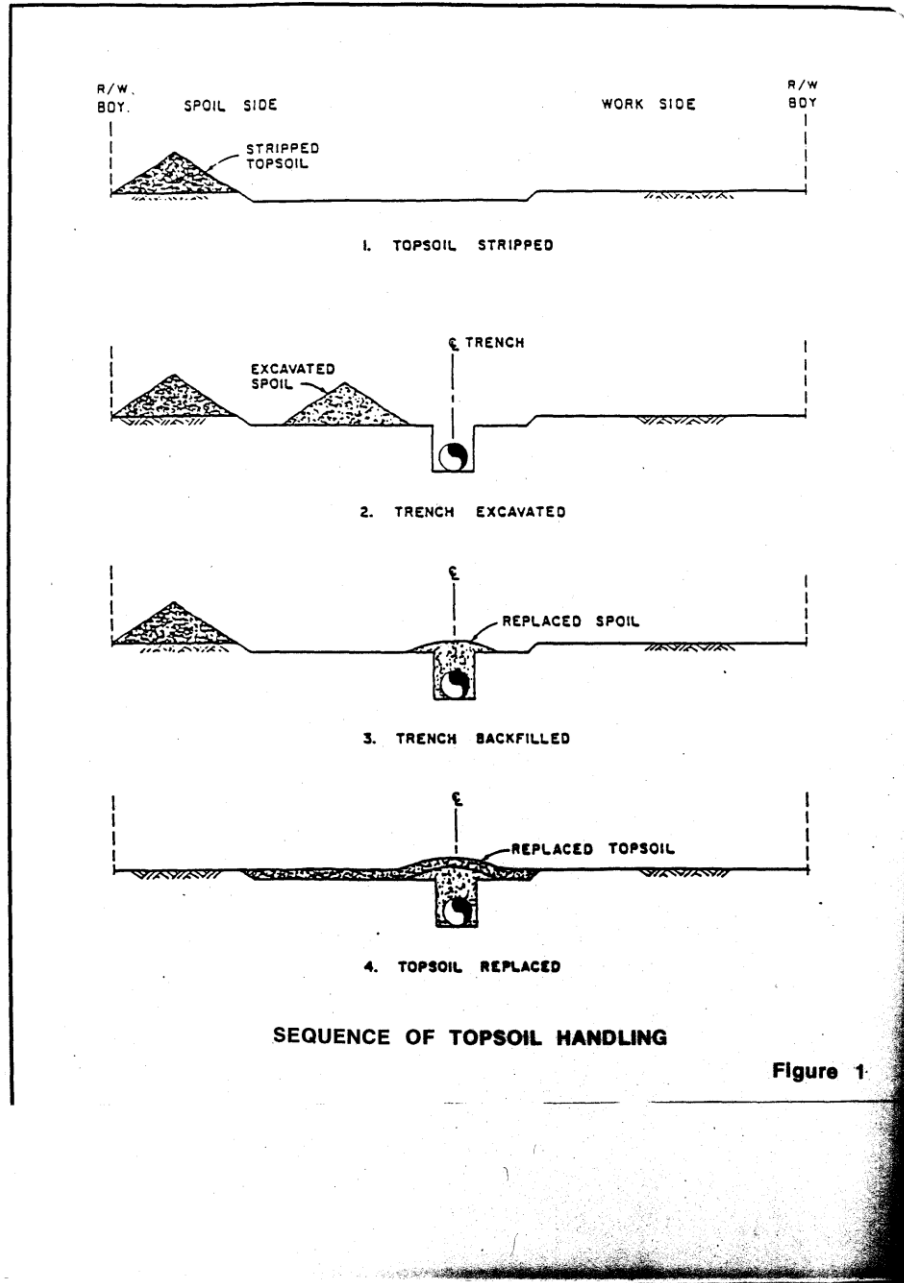 R/W.
BDY.
SPOIL SIDE
WORK SIDE
R/W
BDY
STRIPPED
TOPSOIL
1. TOPSOIL STRIPPED
℄ TRENCH
EXCAVATED
SPOIL
2. TRENCH EXCAVATED
℄
REPLACED SPOIL
3. TRENCH BACKFILLED
℄
REPLACED TOPSOIL
4. TOPSOIL REPLACED
SEQUENCE OF TOPSOIL HANDLING
Figure 1